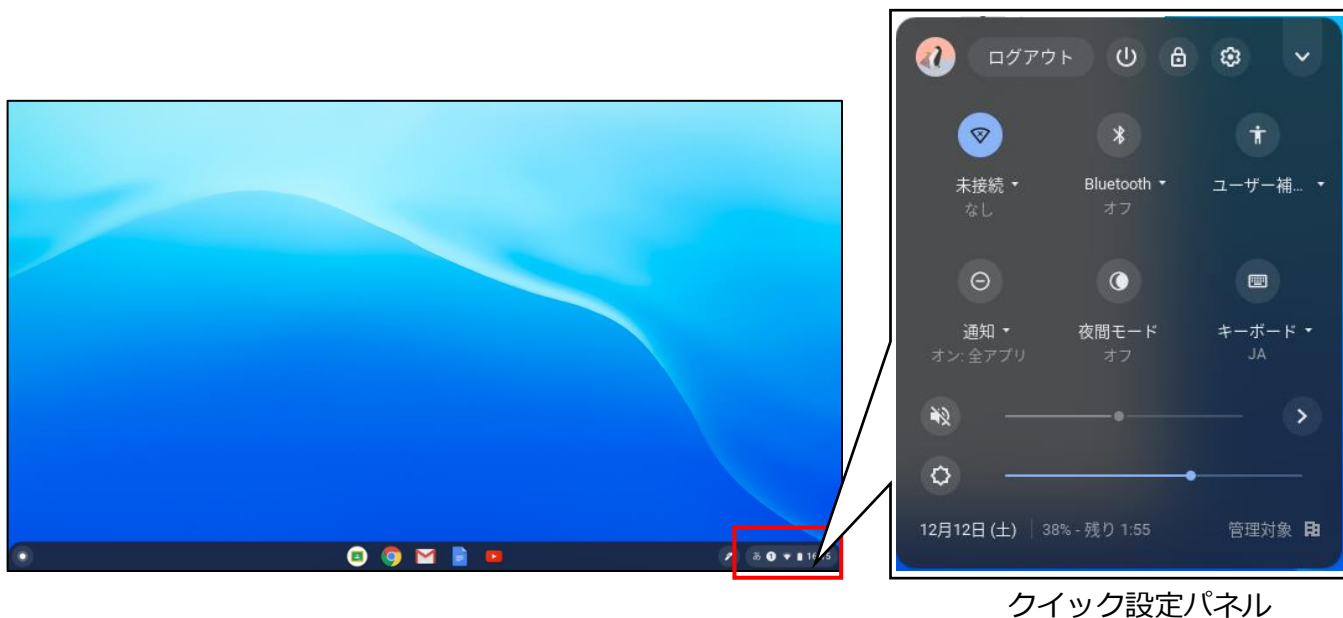 ログアウト
未接続
なし
Bluetooth
オフ
ユーザー補...
通知
オン: 全アプリ
夜間モード
オフ
キーボード
JA
12月12日 (土) 38% - 残り 1:55 管理対象
あ 1
クイック設定パネル